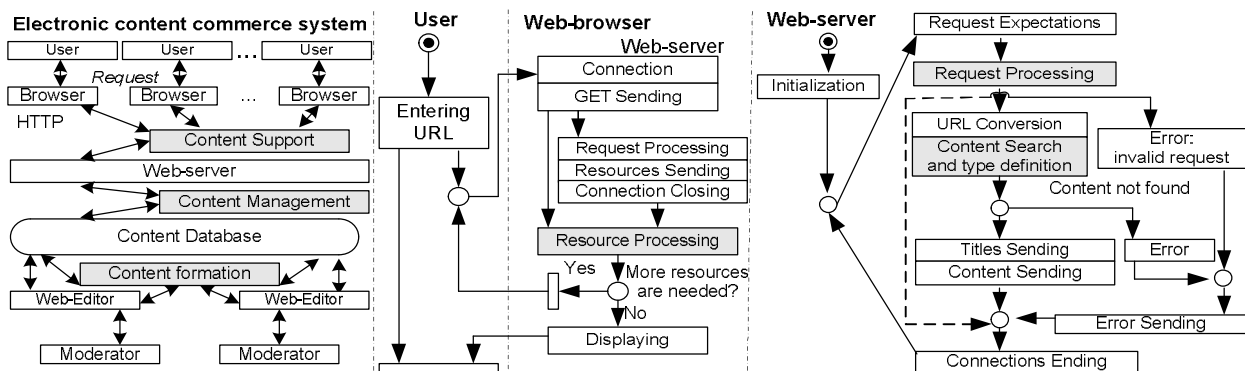 Electronic content commerce system
User
User
...
User
Request
Browser
Browser
...
Browser
HTTP
Content Support
Web-server
Content Management
Content Database
Content formation
Web-Editor
Web-Editor
Moderator
Moderator
User
Entering
URL
Web-browser
Web-server
Connection
GET Sending
Request Processing
Resources Sending
Connection Closing
Resource Processing
Yes
More resources
are needed?
No
Displaying
Web-server
Initialization
Request Expectations
Request Processing
URL Conversion
Content Search
and type definition
Error:
invalid request
Content not found
Titles Sending
Content Sending
Error
Error Sending
Connections Ending